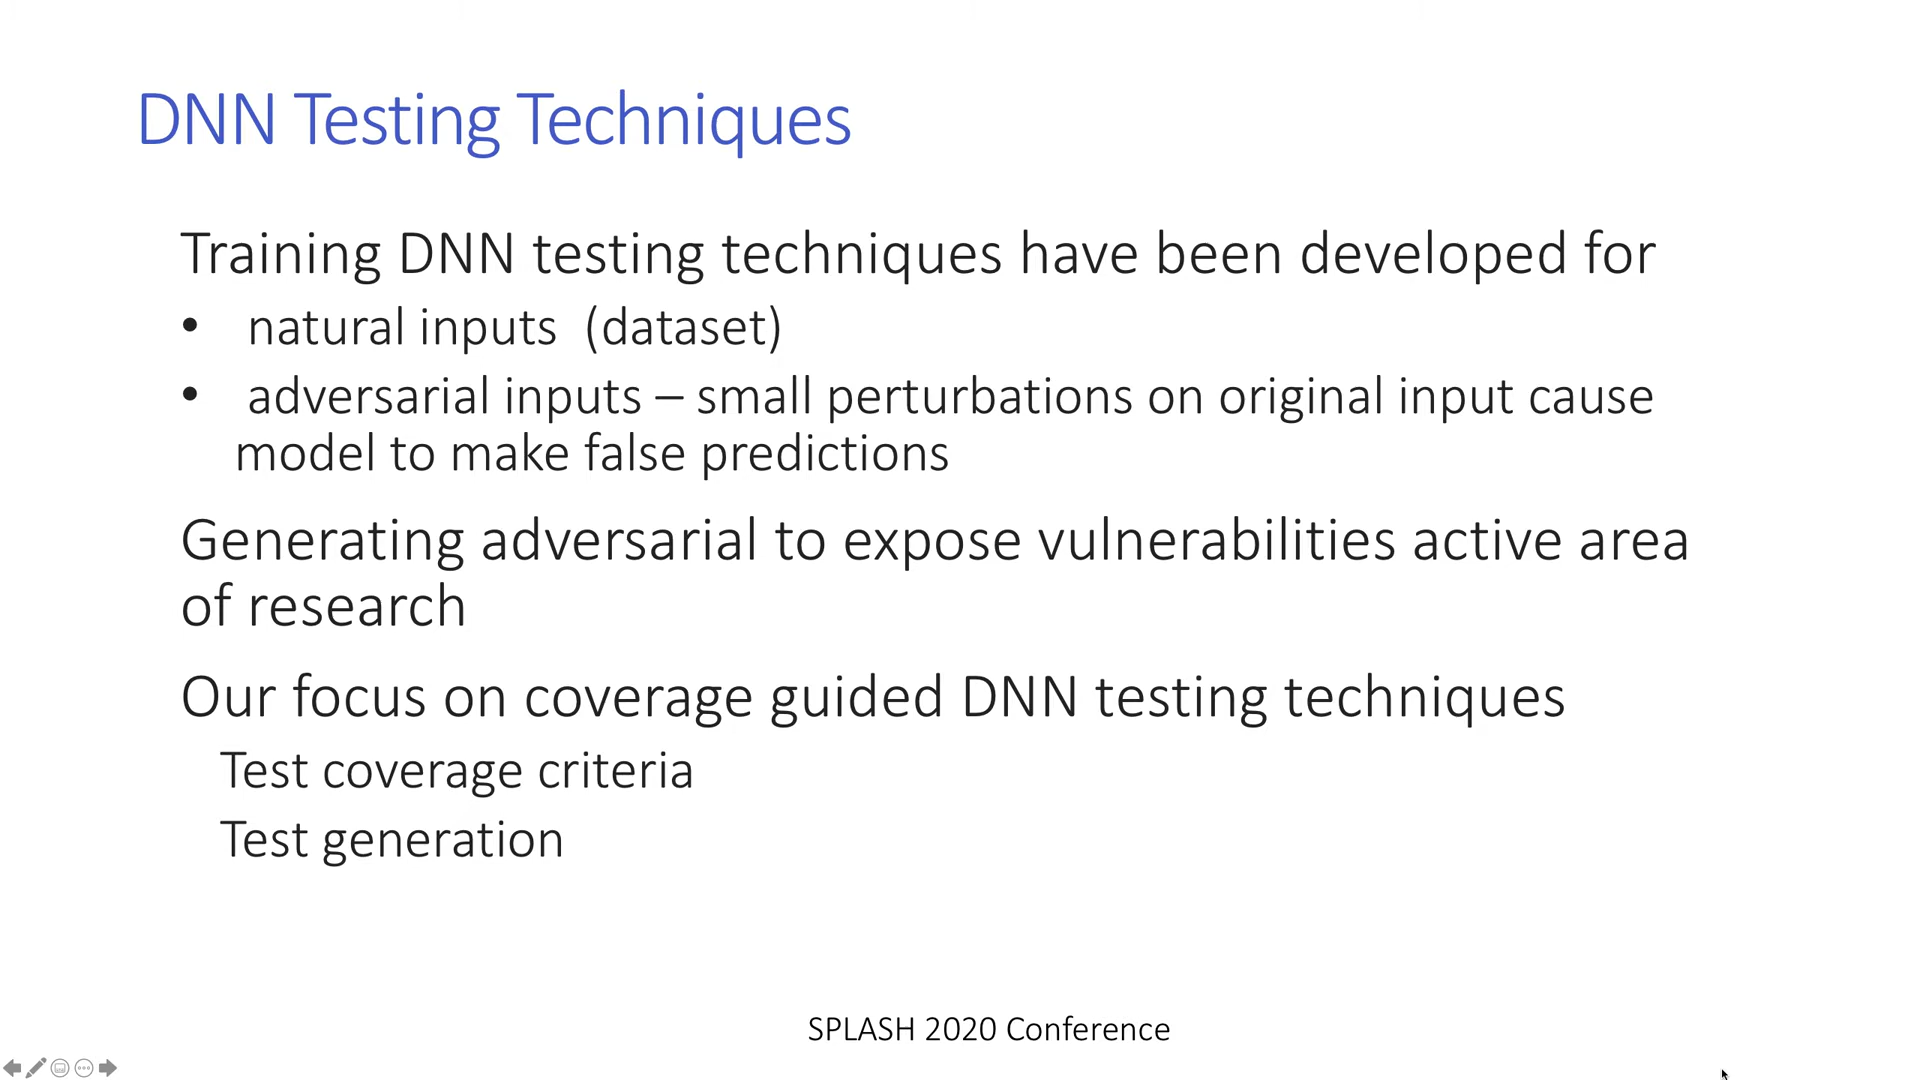 DNN Testing Techniques
Training DNN testing techniques have been developed for
• natural inputs (dataset)
• adversarial inputs – small perturbations on original input cause
model to make false predictions
Generating adversarial to expose vulnerabilities active area
of research
Our focus on coverage guided DNN testing techniques
Test coverage criteria
Test generation
SPLASH 2020 Conference